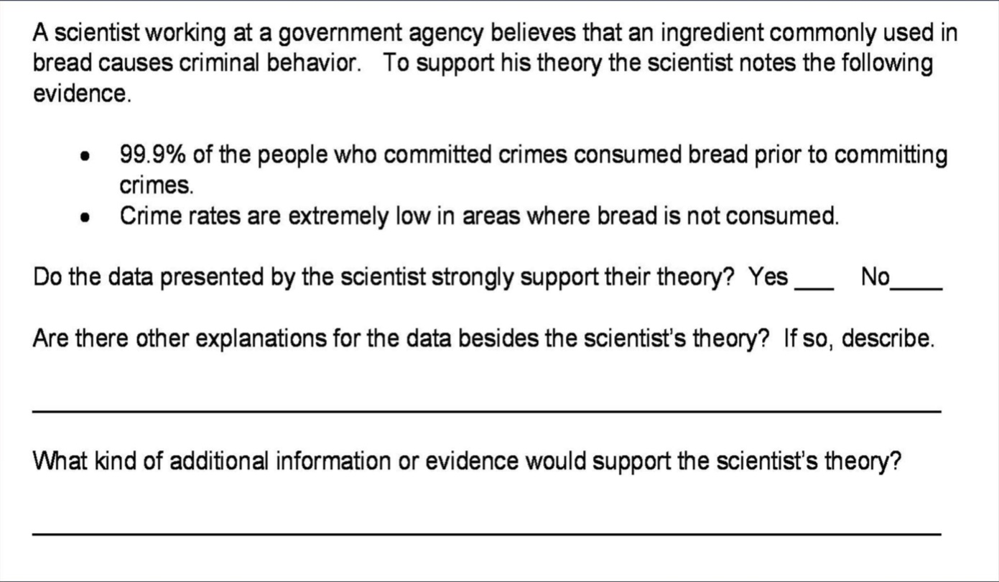 A scientist working at a government agency believes that an ingredient commonly used in
bread causes criminal behavior.   To support his theory the scientist notes the following
evidence.
• 99.9% of the people who committed crimes consumed bread prior to committing
crimes.
• Crime rates are extremely low in areas where bread is not consumed.
Do the data presented by the scientist strongly support their theory?  Yes ___   No____
Are there other explanations for the data besides the scientist's theory?  If so, describe.
What kind of additional information or evidence would support the scientist's theory?